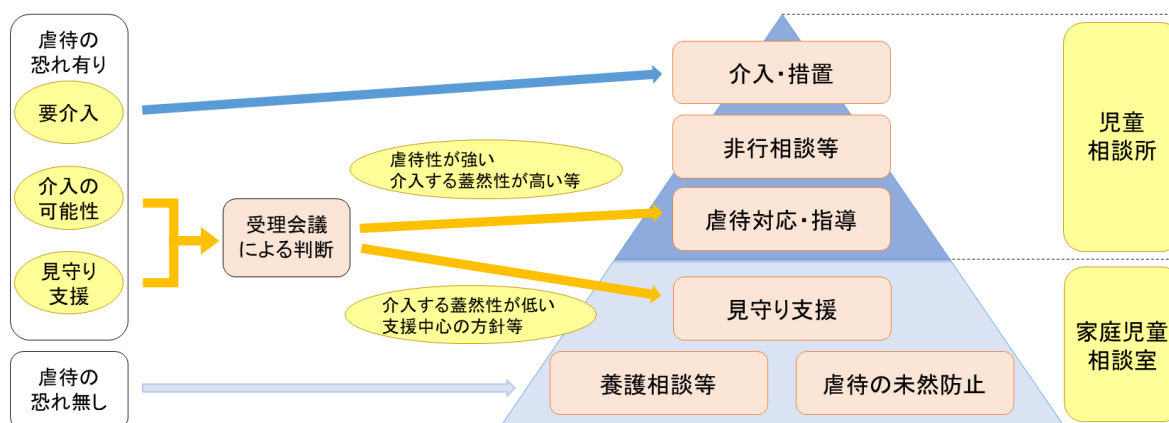 虐待の
恐れ有り
要介入
介入の
可能性
見守り
支援
虐待の
恐れ無し
受理会議
による判断
虐待性が強い
介入する蓋然性が高い等
介入する蓋然性が低い
支援中心の方針等
介入・措置
非行相談等
虐待対応・指導
見守り支援
養護相談等
虐待の未然防止
児童
相談所
家庭児童
相談室